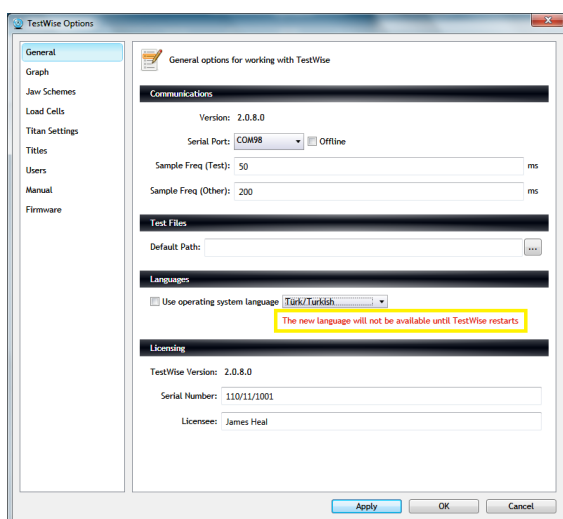 TestWise Options
General
Graph
Jaw Schemes
Load Cells
Titan Settings
Titles
Users
Manual
Firmware
General options for working with TestWise
Communications
Version: 2.0.8.0
Serial Port: COM98 Offline
Sample Freq (Test): 50 ms
Sample Freq (Other): 200 ms
Test Files
Default Path: ...
Languages
Use operating system language Türk/Turkish
The new language will not be available until TestWise restarts
Licensing
TestWise Version: 2.0.8.0
Serial Number: 110/11/1001
Licensee: James Heal
Apply OK Cancel